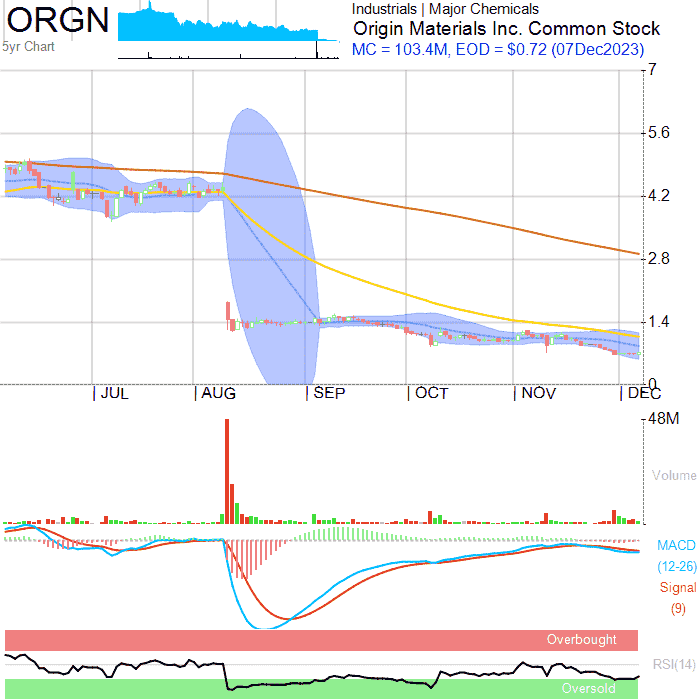 ORGN
5yr Chart
Industrials | Major Chemicals
Origin Materials Inc. Common Stock
MC = 103.4M, EOD = $0.72 (07Dec2023)
7
5.6
4.2
2.8
1.4
0
JUL
AUG
SEP
OCT
NOV
DEC
48M
Volume
MACD
(12-26)
Signal
(9)
Overbought
RSI(14)
Oversold